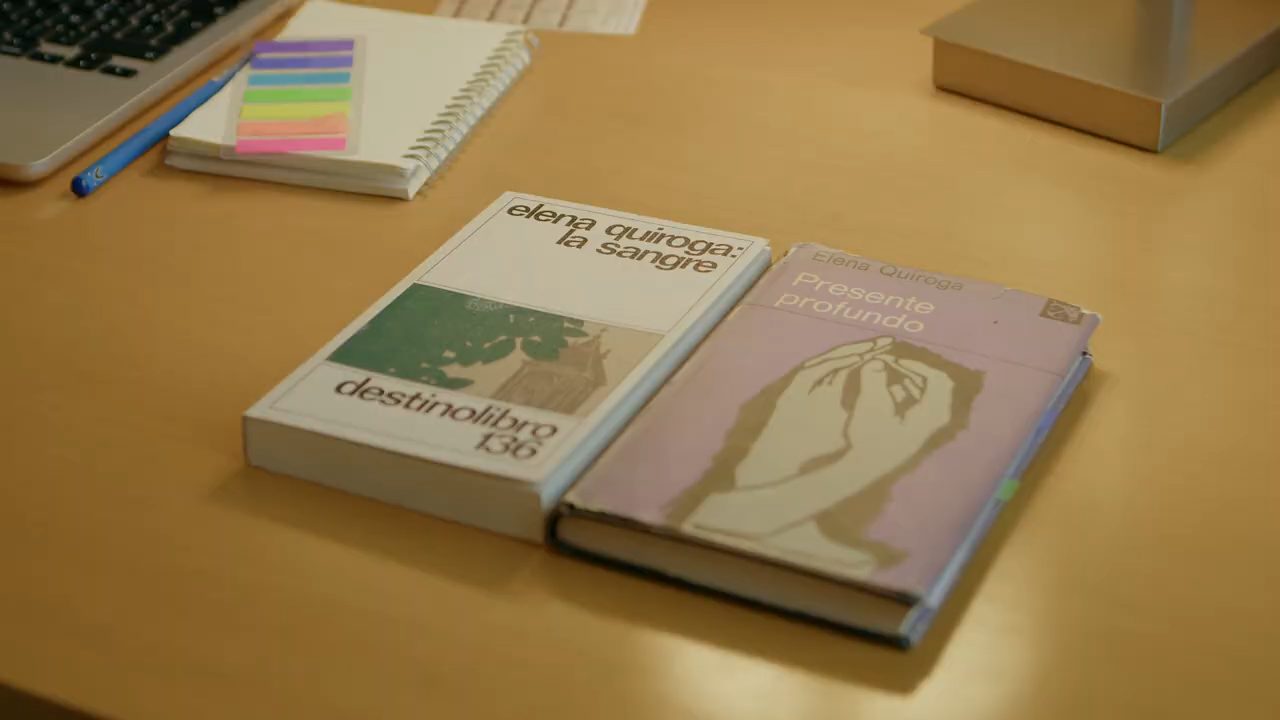 elena quiroga:
la sangre
destinolibro
136
Elena Quiroga
Presente
profundo